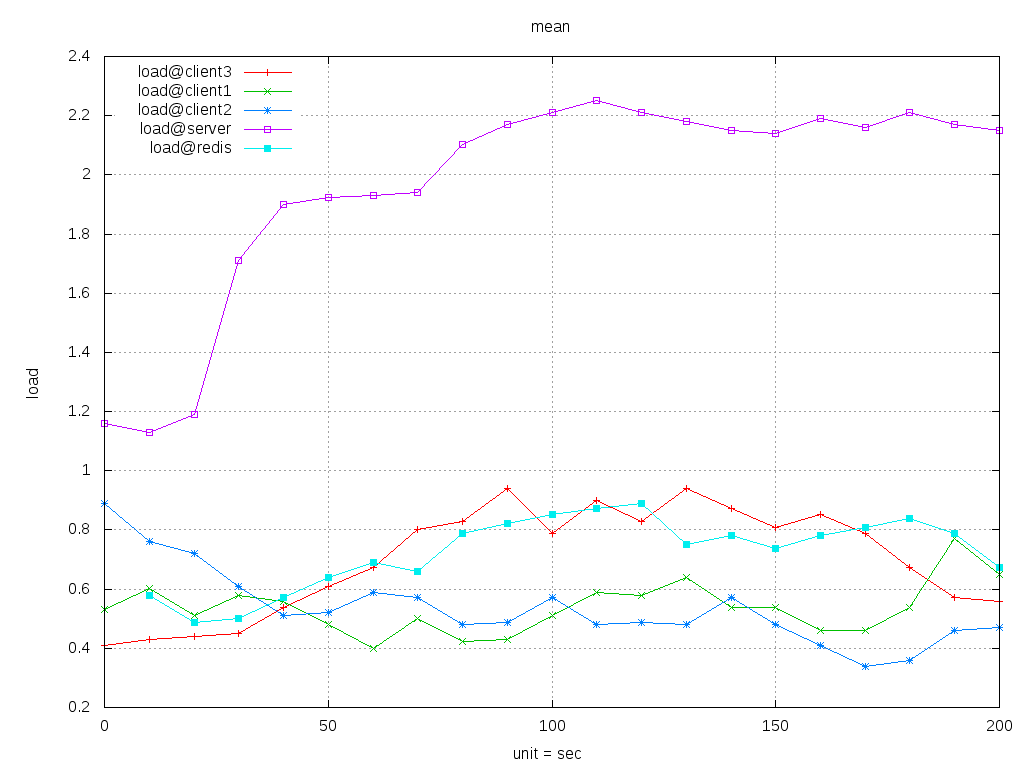 mean
load@client3
load@client1
load@client2
load@server
load@redis
2.4
2.2
2
1.8
1.6
1.4
1.2
1
0.8
0.6
0.4
0.2
load
0 50 100 150 200
unit = sec